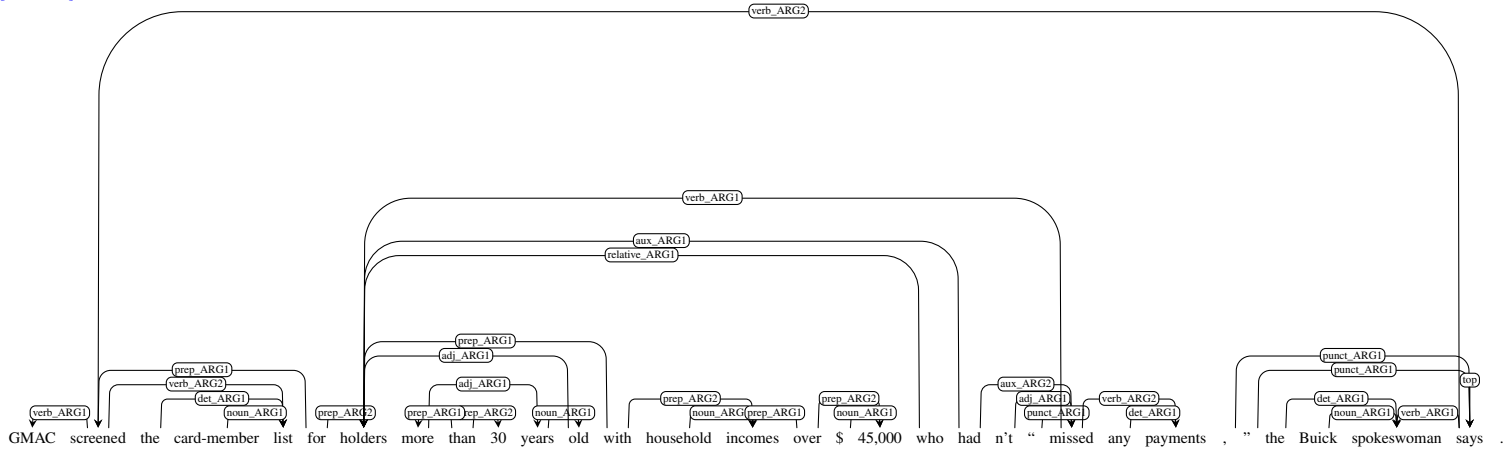 verb_ARG2
verb_ARG1
aux_ARG1
relative_ARG1
prep_ARG1
adj_ARG1 punct_ARG1
prep_ARG1 punct_ARG1
verb_ARG2 adj_ARG1 aux_ARG2 top
det_ARG1 prep_ARG2 prep_ARG2 adj_ARG1 verb_ARG2 det_ARG1
verb_ARG1 noun_ARG1 prep_ARG2 prep_ARG1 rep_ARG2 noun_ARG1 noun_ARG prep_ARG1 noun_ARG1 punct_ARG1 det_ARG1 noun_ARG1 verb_ARG1
GMAC screened the card-member list for holders more than 30 years old with household incomes over $ 45,000 who had n't “ missed any payments , ” the Buick spokeswoman says .